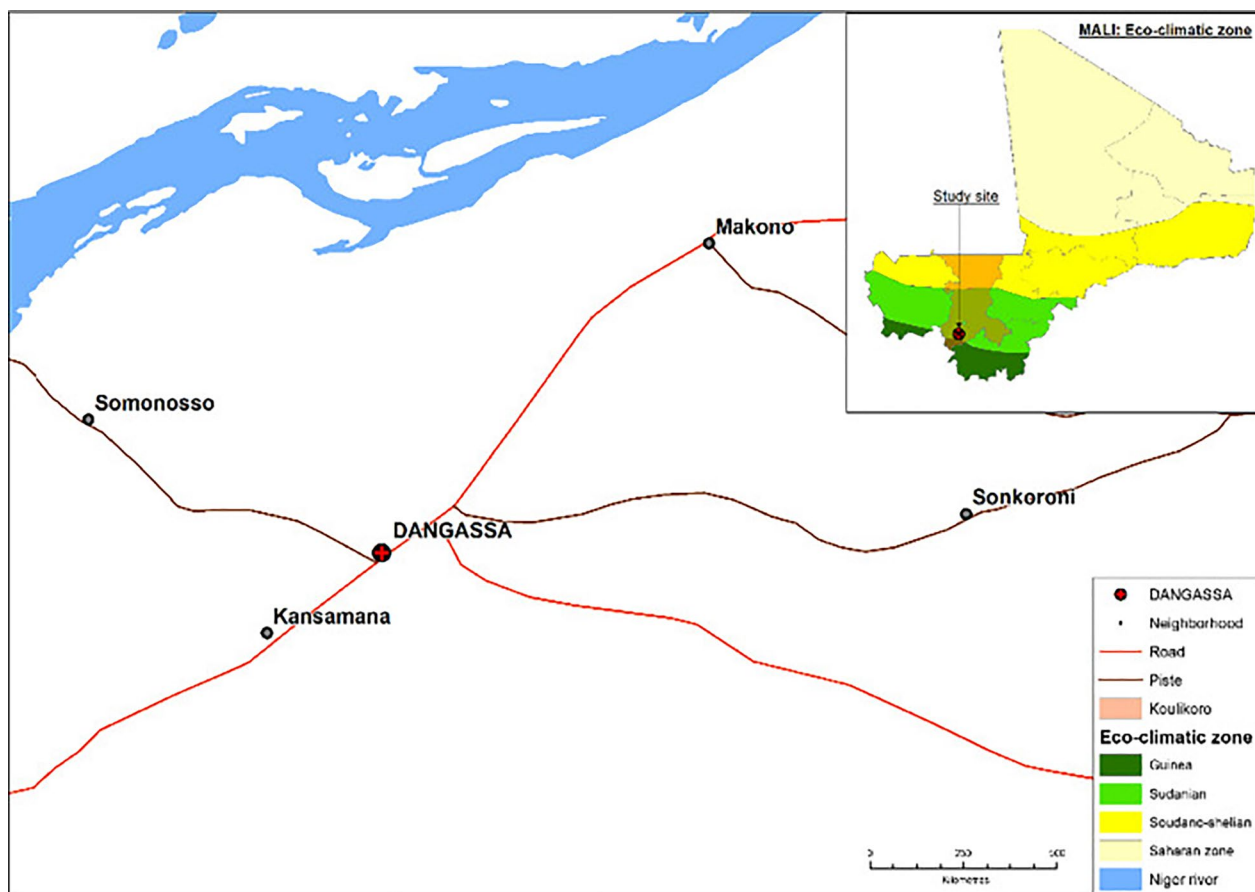 MALI: Eco-climatic zone
Study site
Makono
Somonosso
Sonkoroni
DANGASSA
Kansamana
DANGASSA
Neighborhood
Road
Piste
Koulikoro
Eco-climatic zone
Guinea
Sudanian
Soudano-shelian
Saharan zone
Niger river
0 250 500
Kilometres